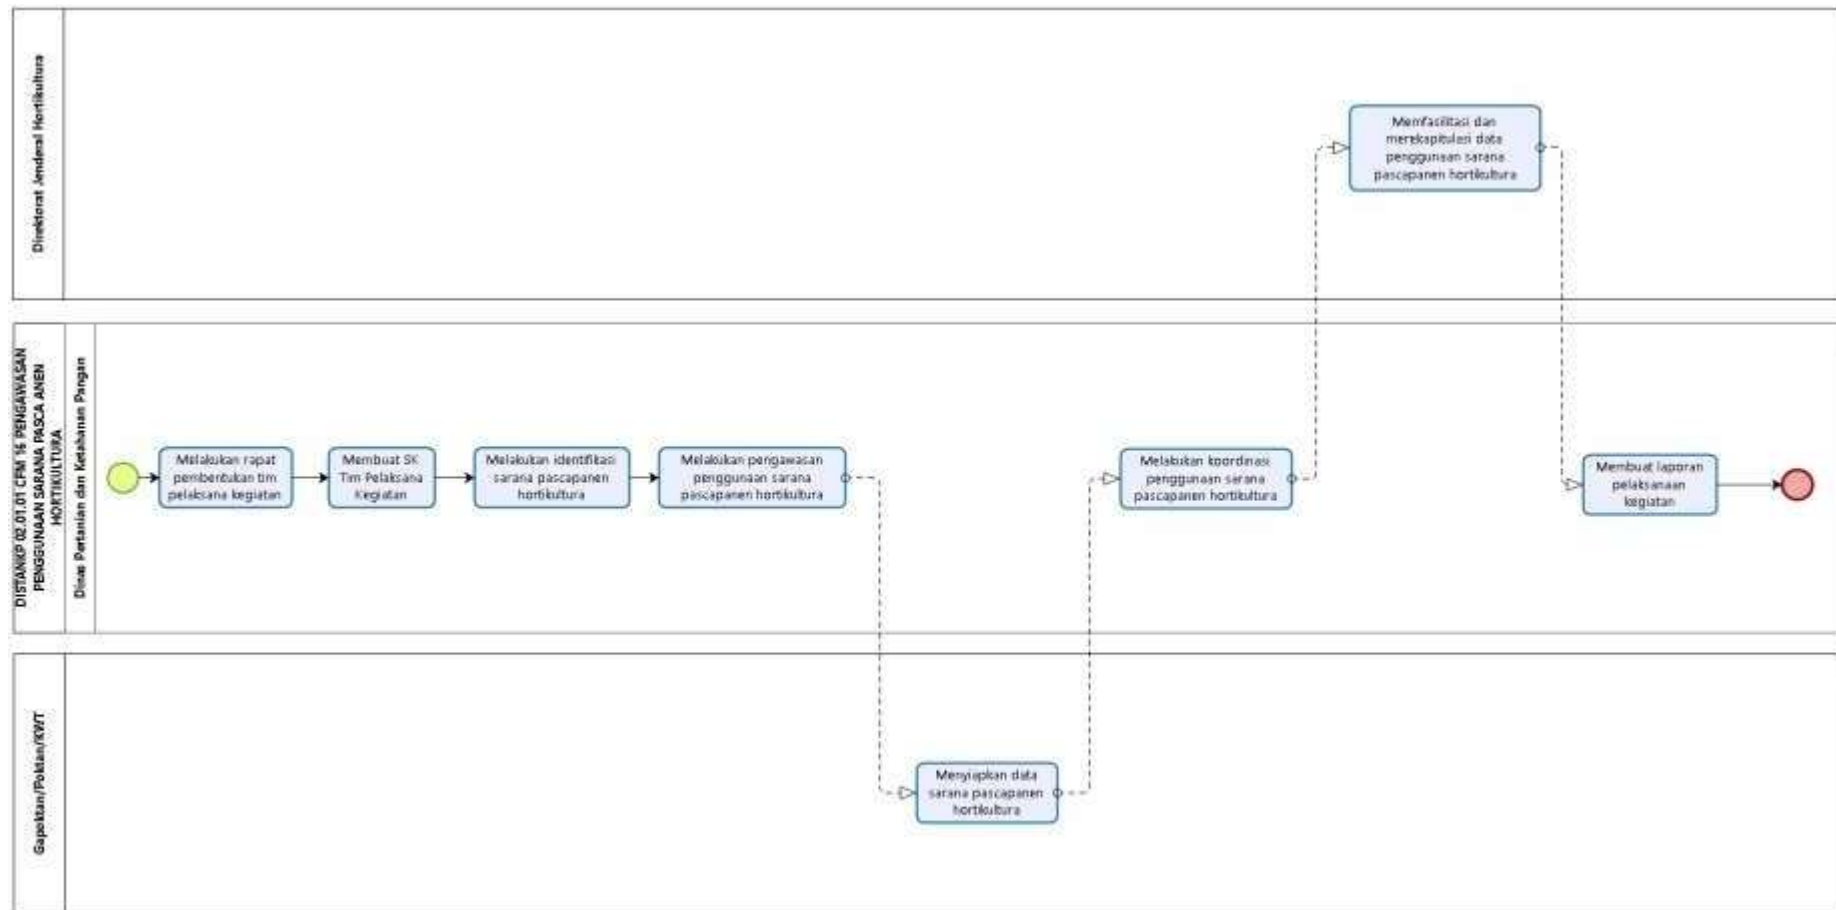 Direktorat Jenderal Hortikultura
Memfasilitasi dan
merekapitulasi data
penggunaan sarana
pascapanen hortikultura
DISTANKP 02.01.01 CFM 16 PENGAWASAN
PENGGUNAAN SARANA PASCA ANEN
HORTIKULTURA
Dinas Pertanian dan Ketahanan Pangan
Melakukan rapat
pembentukan tim
pelaksana kegiatan
Membuat SK
Tim Pelaksana
Kegiatan
Melakukan identifikasi
sarana pascapanen
hortikultura
Melakukan pengawasan
penggunaan sarana
pascapanen hortikultura
Melakukan koordinasi
penggunaan sarana
pascapanen hortikultura
Membuat laporan
pelaksanaan
kegiatan
Gapoktan/Poktan/KWT
Menyiapkan data
sarana pascapanen
hortikultura